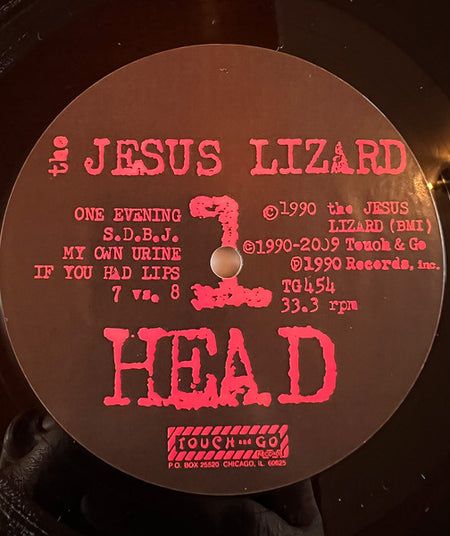 the JESUS LIZARD
ONE EVENING
S.D.B.J.
MY OWN URINE
IF YOU HAD LIPS
7 vs. 8
1
©1990 the JESUS
LIZARD (BMI)
©1990-2009 Touch & Go
℗1990 Records, inc.
TG454
33.3 rpm
HEAD
TOUCH and GO
P.O. BOX 25520 CHICAGO, IL 60625